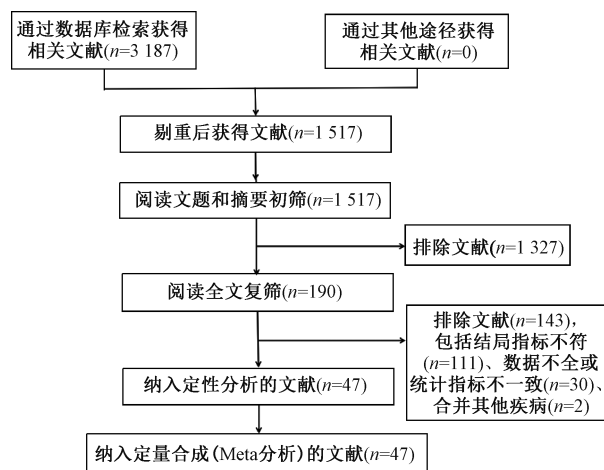 通过数据库检索获得
相关文献(n=3 187)
通过其他途径获得
相关文献(n=0)
剔重后获得文献(n=1 517)
阅读文题和摘要初筛(n=1 517)
排除文献(n=1 327)
阅读全文复筛(n=190)
排除文献(n=143),
包括结局指标不符
(n=111)、数据不全或
统计指标不一致(n=30)、
合并其他疾病(n=2)
纳入定性分析的文献(n=47)
纳入定量合成(Meta分析)的文献(n=47)